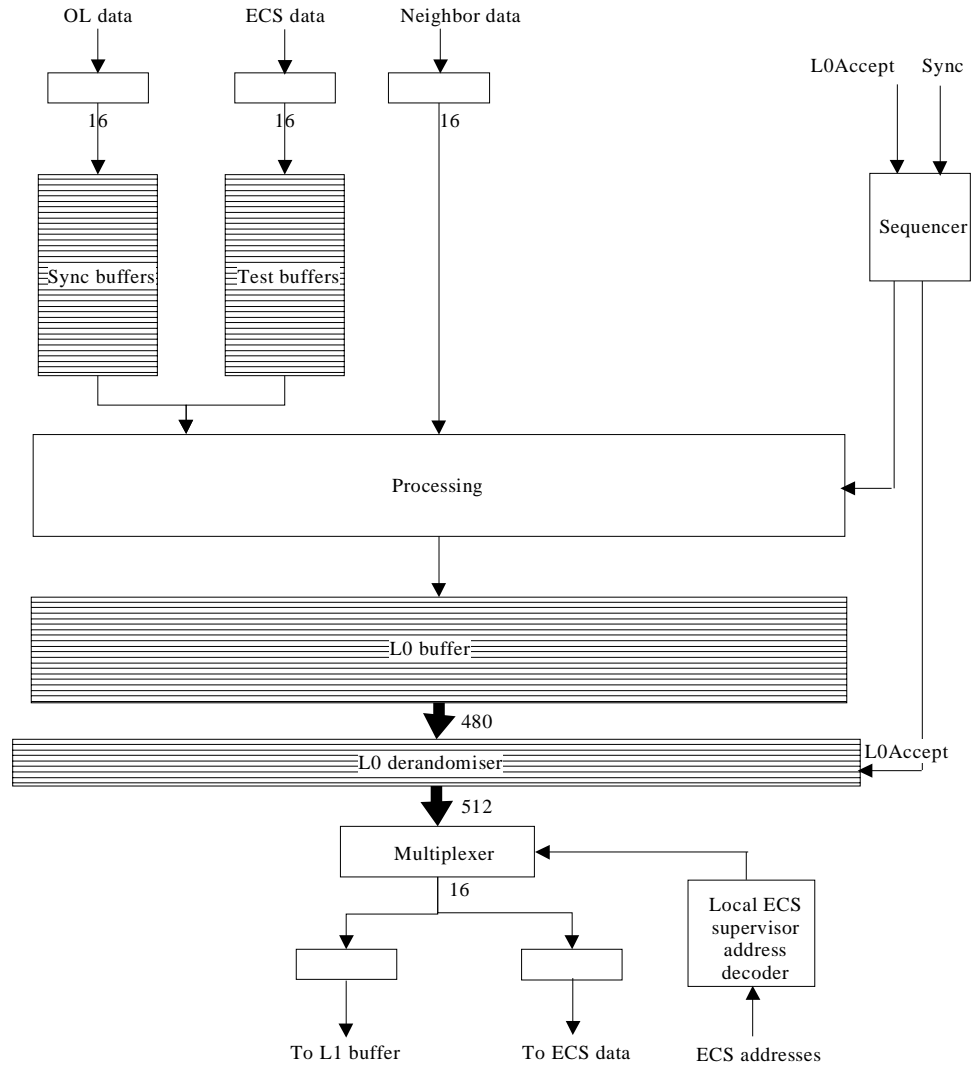 OL data
ECS data
Neighbor data
L0Accept
Sync
16
16
16
Sequencer
Sync buffers
Test buffers
Processing
L0 buffer
480
L0Accept
L0 derandomiser
512
Multiplexer
16
Local ECS
supervisor
address
decoder
To L1 buffer
To ECS data
ECS addresses